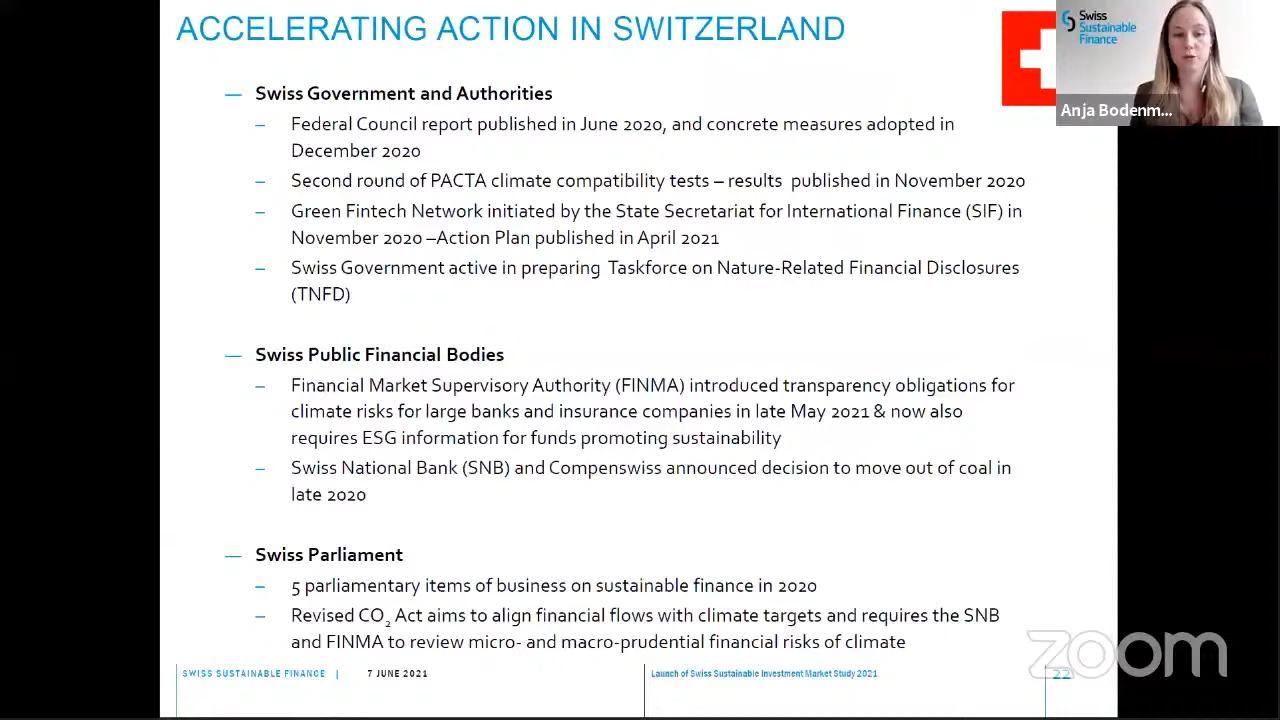 ACCELERATING ACTION IN SWITZERLAND
Swiss
Sustainable
Finance
Anja Bodenm...
— Swiss Government and Authorities
– Federal Council report published in June 2020, and concrete measures adopted in
December 2020
– Second round of PACTA climate compatibility tests – results published in November 2020
– Green Fintech Network initiated by the State Secretariat for International Finance (SIF) in
November 2020 –Action Plan published in April 2021
– Swiss Government active in preparing Taskforce on Nature-Related Financial Disclosures
(TNFD)
— Swiss Public Financial Bodies
– Financial Market Supervisory Authority (FINMA) introduced transparency obligations for
climate risks for large banks and insurance companies in late May 2021 & now also
requires ESG information for funds promoting sustainability
– Swiss National Bank (SNB) and Compenswiss announced decision to move out of coal in
late 2020
— Swiss Parliament
– 5 parliamentary items of business on sustainable finance in 2020
– Revised CO₂ Act aims to align financial flows with climate targets and requires the SNB
and FINMA to review micro- and macro-prudential financial risks of climate
SWISS SUSTAINABLE FINANCE | 7 JUNE 2021
Launch of Swiss Sustainable Investment Market Study 2021
22
zoom